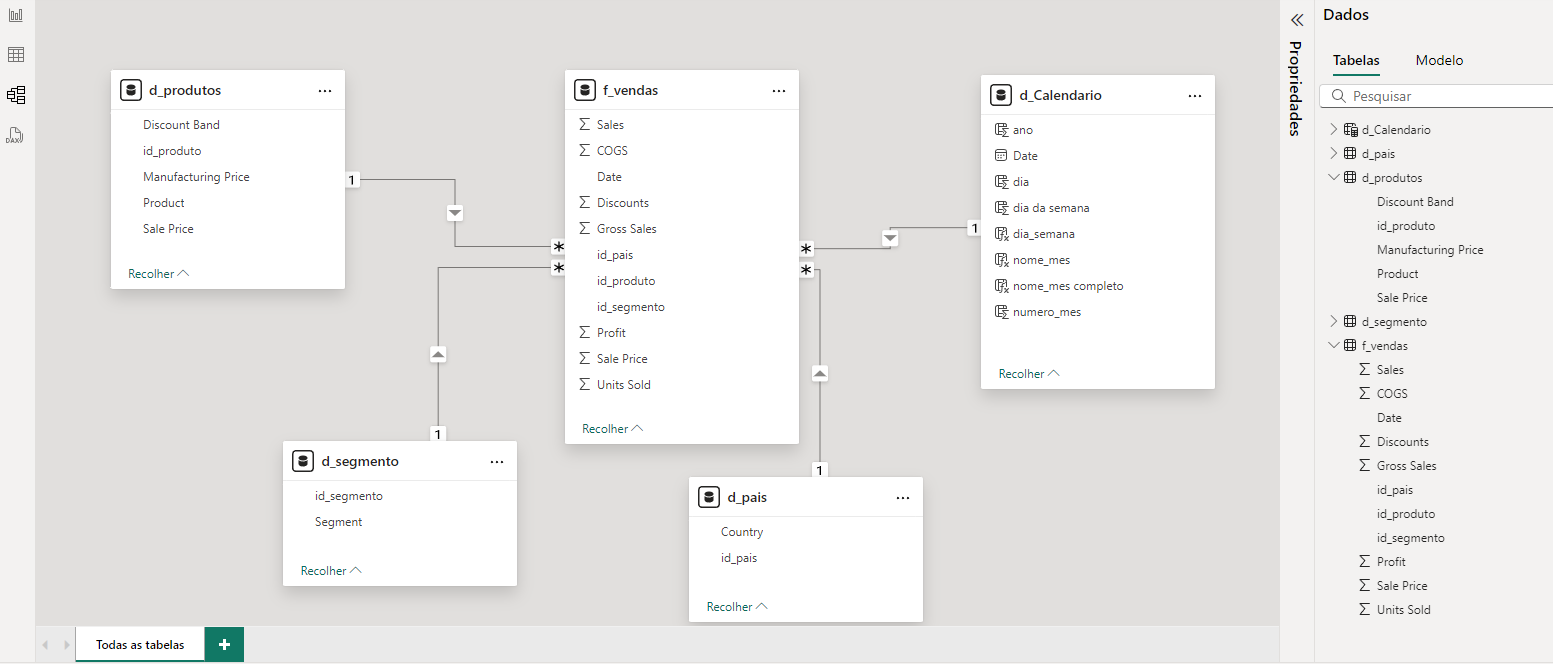 d_produtos
Discount Band
id_produto
Manufacturing Price
Product
Sale Price
Recolher
1
*
*
f_vendas
Sales
COGS
Date
Discounts
Gross Sales
id_pais
id_produto
id_segmento
Profit
Sale Price
Units Sold
Recolher
*
*
1
d_Calendario
ano
Date
dia
dia da semana
dia_semana
nome_mes
nome_mes completo
numero_mes
Recolher
1
d_segmento
id_segmento
Segment
Recolher
1
d_pais
Country
id_pais
Recolher
Todas as tabelas
+
DAX
Propriedades
Dados
Tabelas Modelo
Pesquisar
d_Calendario
d_pais
d_produtos
Discount Band
id_produto
Manufacturing Price
Product
Sale Price
d_segmento
f_vendas
Sales
COGS
Date
Discounts
Gross Sales
id_pais
id_produto
id_segmento
Profit
Sale Price
Units Sold